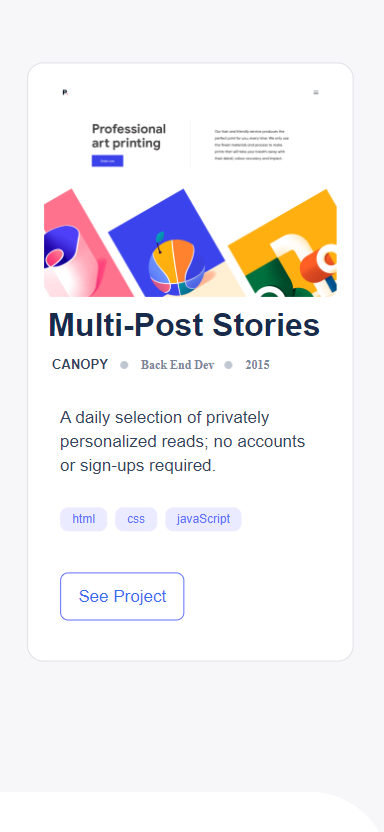 P.
Professional
art printing
Our fast and friendly service produces the
perfect print for you, every time. We only use
the finest materials and process to make
prints that will take you breath away with
their detail, colour accuracy and impact.
Multi-Post Stories
CANOPY Back End Dev 2015
A daily selection of privately
personalized reads; no accounts
or sign-ups required.
html css javaScript
See Project